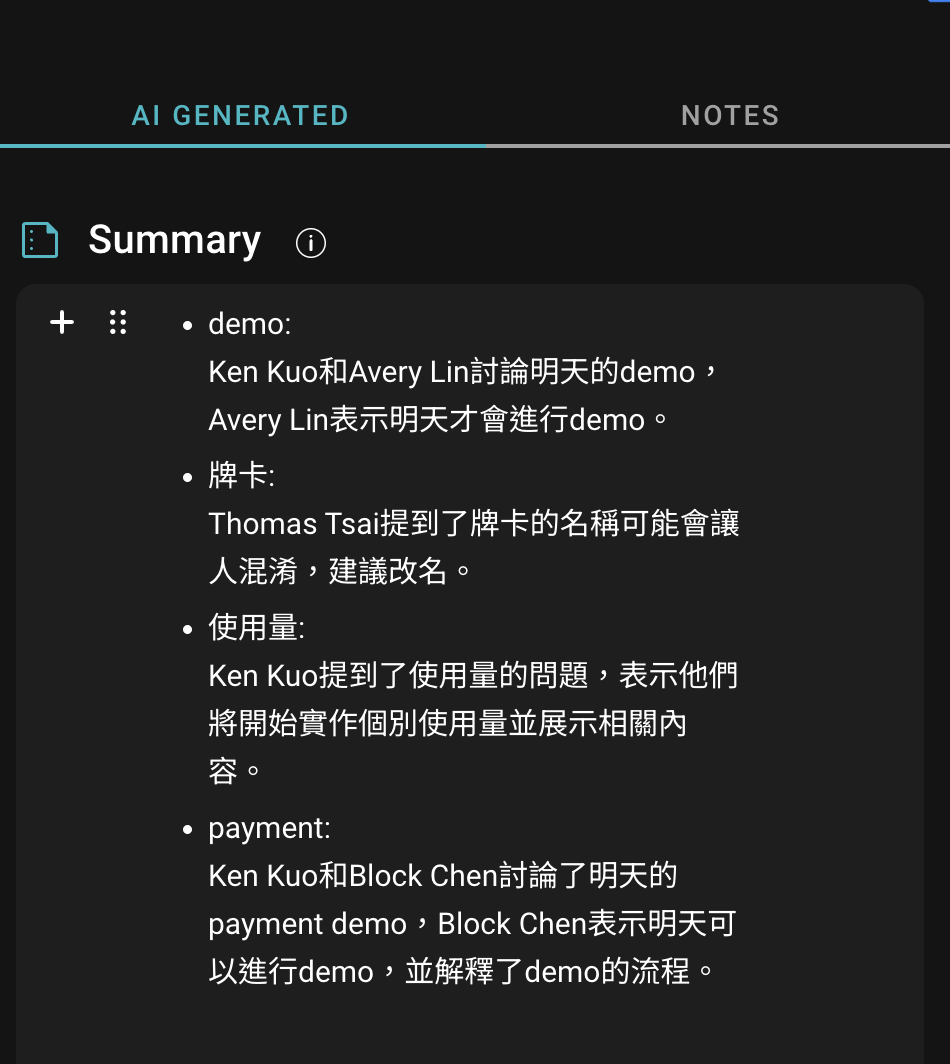 AI GENERATED
NOTES
Summary
demo:
Ken Kuo和Avery Lin討論明天的demo，
Avery Lin表示明天才會進行demo。
牌卡:
Thomas Tsai提到了牌卡的名稱可能會讓
人混淆，建議改名。
使用量:
Ken Kuo提到了使用量的問題，表示他們
將開始實作個別使用量並展示相關內
容。
payment:
Ken Kuo和Block Chen討論了明天的
payment demo，Block Chen表示明天可
以進行demo，並解釋了demo的流程。